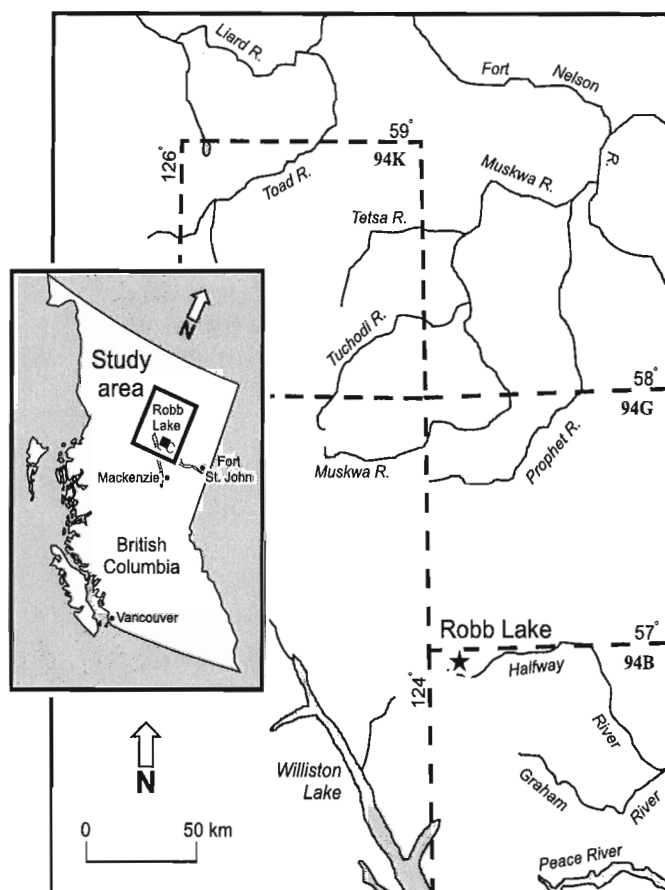 Liard R.
Fort Nelson R.
126°
59°
94K
Toad R.
Muskwa R.
Tetsa R.
Tuchodi R.
58°
94G
Muskwa R.
Prophet R.
N
Study
area
Robb
Lake
Fort
St. John
Mackenzie
British
Columbia
Vancouver
Robb Lake
57°
94B
124°
Halfway River
Williston
Lake
Graham River
Peace River
N
0 50 km